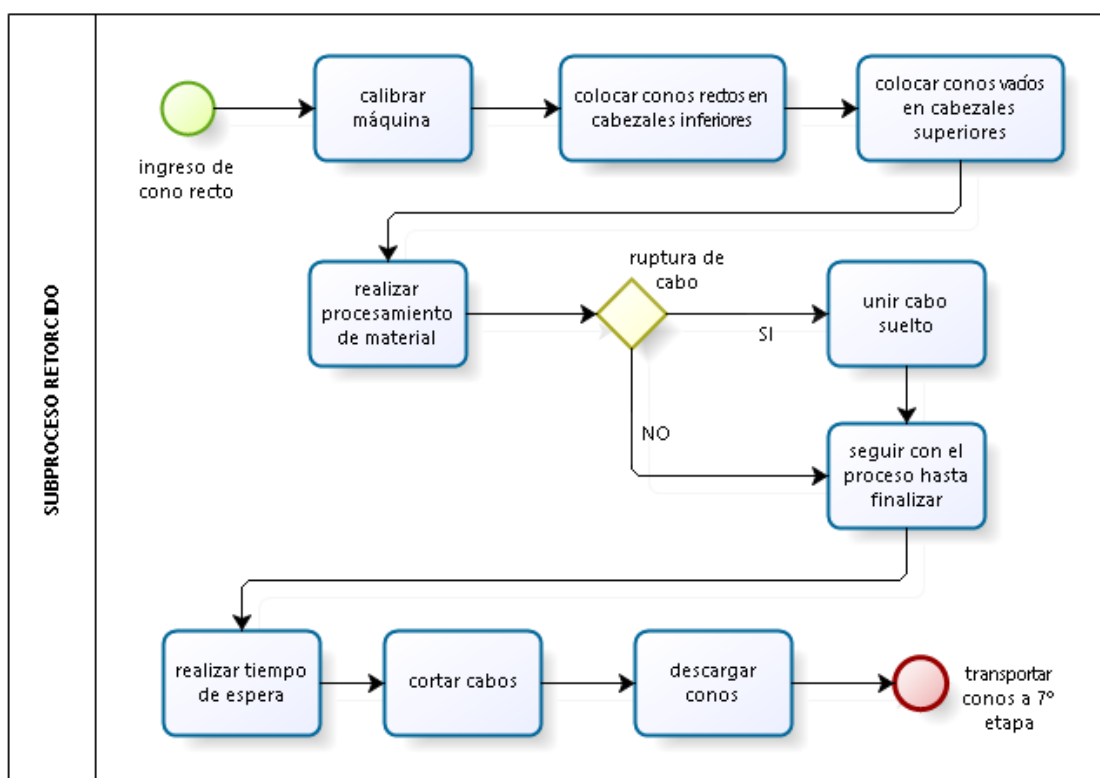 SUBPROCESO RETORCIDO
ingreso de
cono recto
calibrar
máquina
colocar conos rectos en
cabezales inferiores
colocar conos vacíos
en cabezales
superiores
realizar
procesamiento
de material
ruptura de
cabo
SI
NO
unir cabo
suelto
seguir con el
proceso hasta
finalizar
realizar tiempo
de espera
cortar cabos
descargar
conos
transportar
conos a 7º
etapa